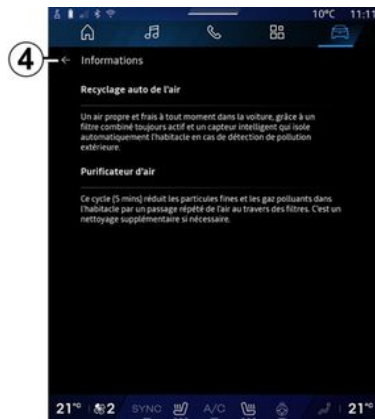 10°C 11:11
4
← Informations
Recyclage auto de l'air
Un air propre et frais à tout moment dans la voiture, grâce à un
filtre combiné toujours actif et un capteur intelligent qui isole
automatiquement l'habitacle en cas de détection de pollution
extérieure.
Purificateur d'air
Ce cycle (5 mins) réduit les particules fines et les gaz polluants dans
l'habitacle par un passage répété de l'air au travers des filtres. C'est un
nettoyage supplémentaire si nécessaire.
21°° 2 SYNC A/C 21°°